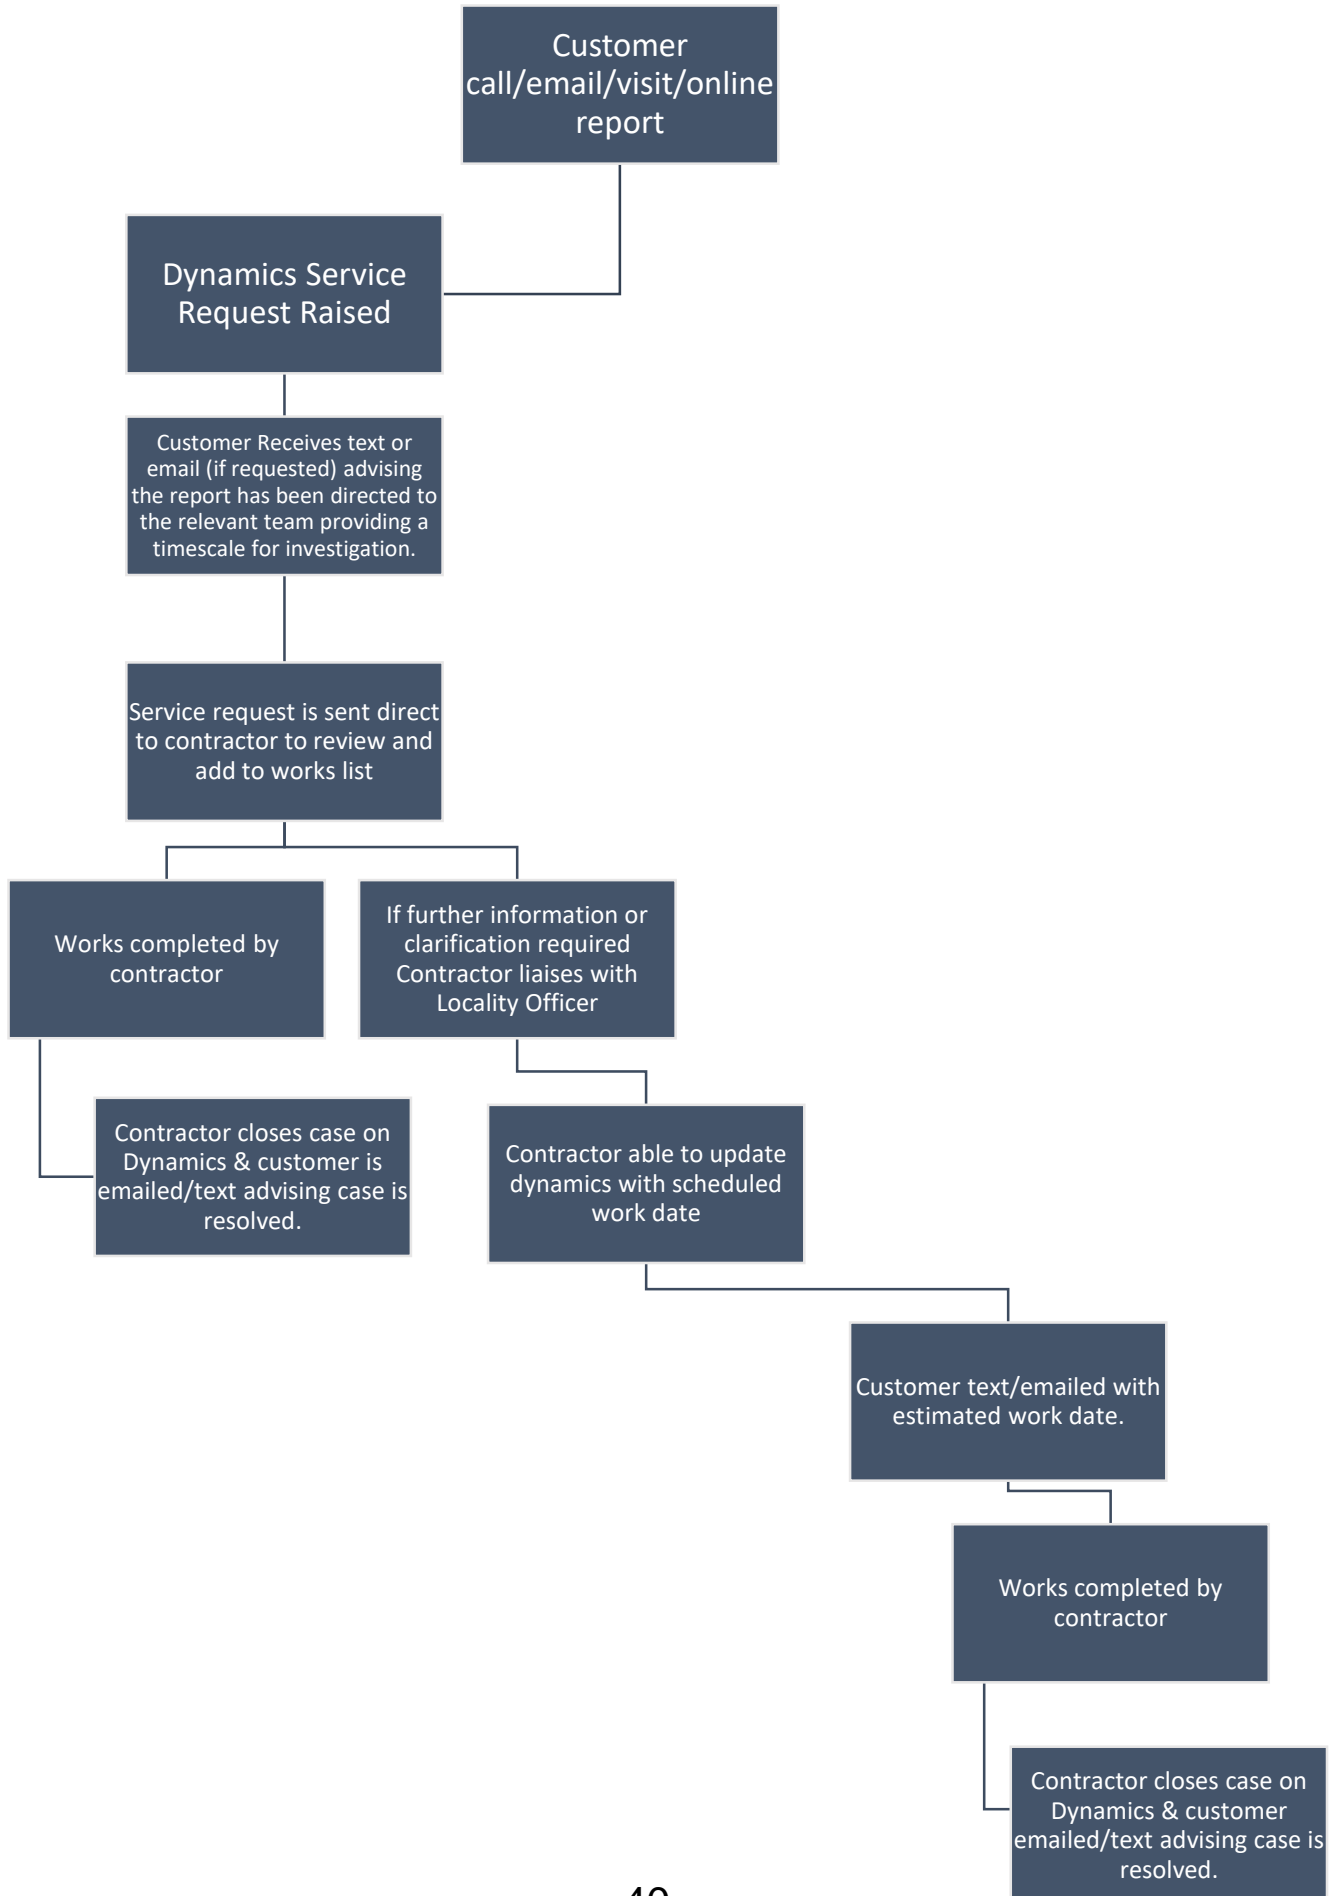 Customer
call/email/visit/online
report
Dynamics Service
Request Raised
Customer Receives text or
email (if requested) advising
the report has been directed to
the relevant team providing a
timescale for investigation.
Service request is sent direct
to contractor to review and
add to works list
Works completed by
contractor
If further information or
clarification required
Contractor liaises with
Locality Officer
Contractor closes case on
Dynamics & customer is
emailed/text advising case is
resolved.
Contractor able to update
dynamics with scheduled
work date
Customer text/emailed with
estimated work date.
Works completed by
contractor
Contractor closes case on
Dynamics & customer
emailed/text advising case is
resolved.